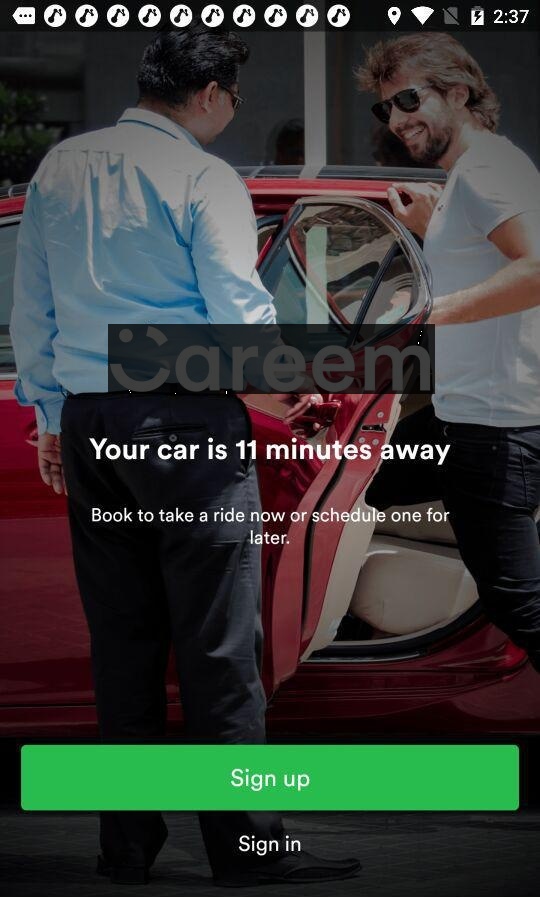 2:37
Careem
Your car is 11 minutes away
Book to take a ride now or schedule one for
later.
Sign up
Sign in